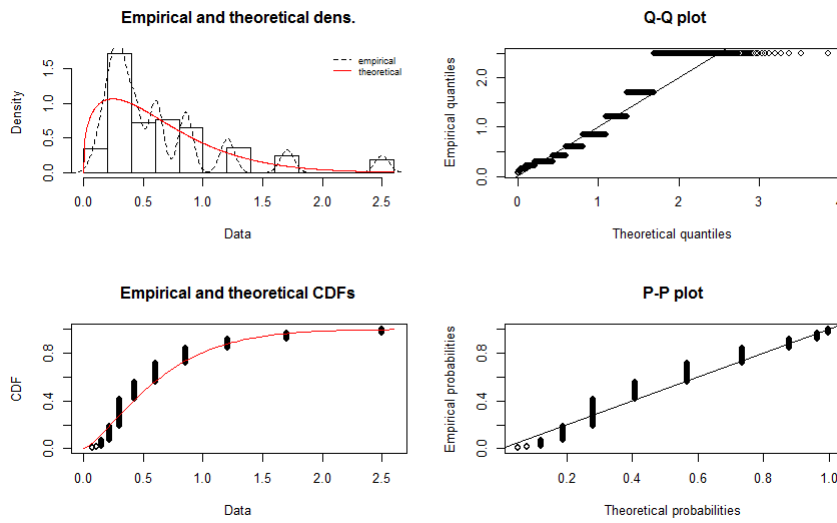 Empirical and theoretical dens.
empirical
theoretical
Density
0.0 0.5 1.0 1.5
0.0 0.5 1.0 1.5 2.0 2.5
Data
Q-Q plot
Empirical quantiles
0.0 1.0 2.0
0 1 2 3 4
Theoretical quantiles
Empirical and theoretical CDFs
CDF
0.0 0.4 0.8
0.0 0.5 1.0 1.5 2.0 2.5
Data
P-P plot
Empirical probabilities
0.0 0.4 0.8
0.2 0.4 0.6 0.8 1.0
Theoretical probabilities